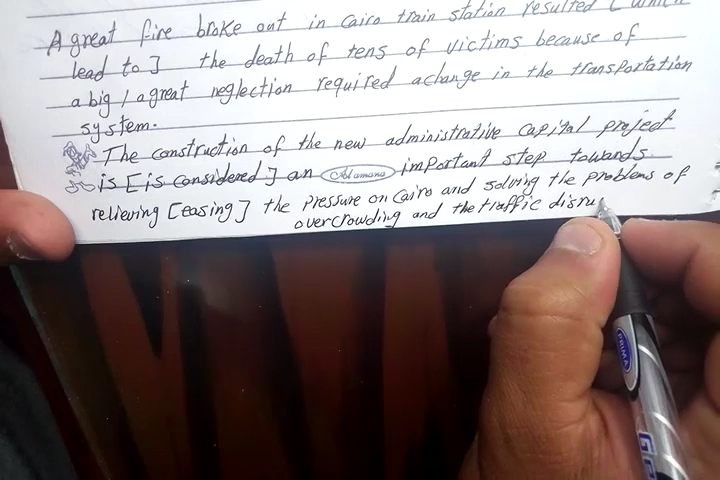 A great fire broke out in Cairo train station resulted [which
lead to] the death of tens of victims because of
a big / a great neglection required a change in the transportation
system.
The construction of the new administrative capital project
is [is considered] an Adamana important step towards
relieving [easing] the pressure on Cairo and solving the problems of
overcrowding and the traffic disru
PRIMA